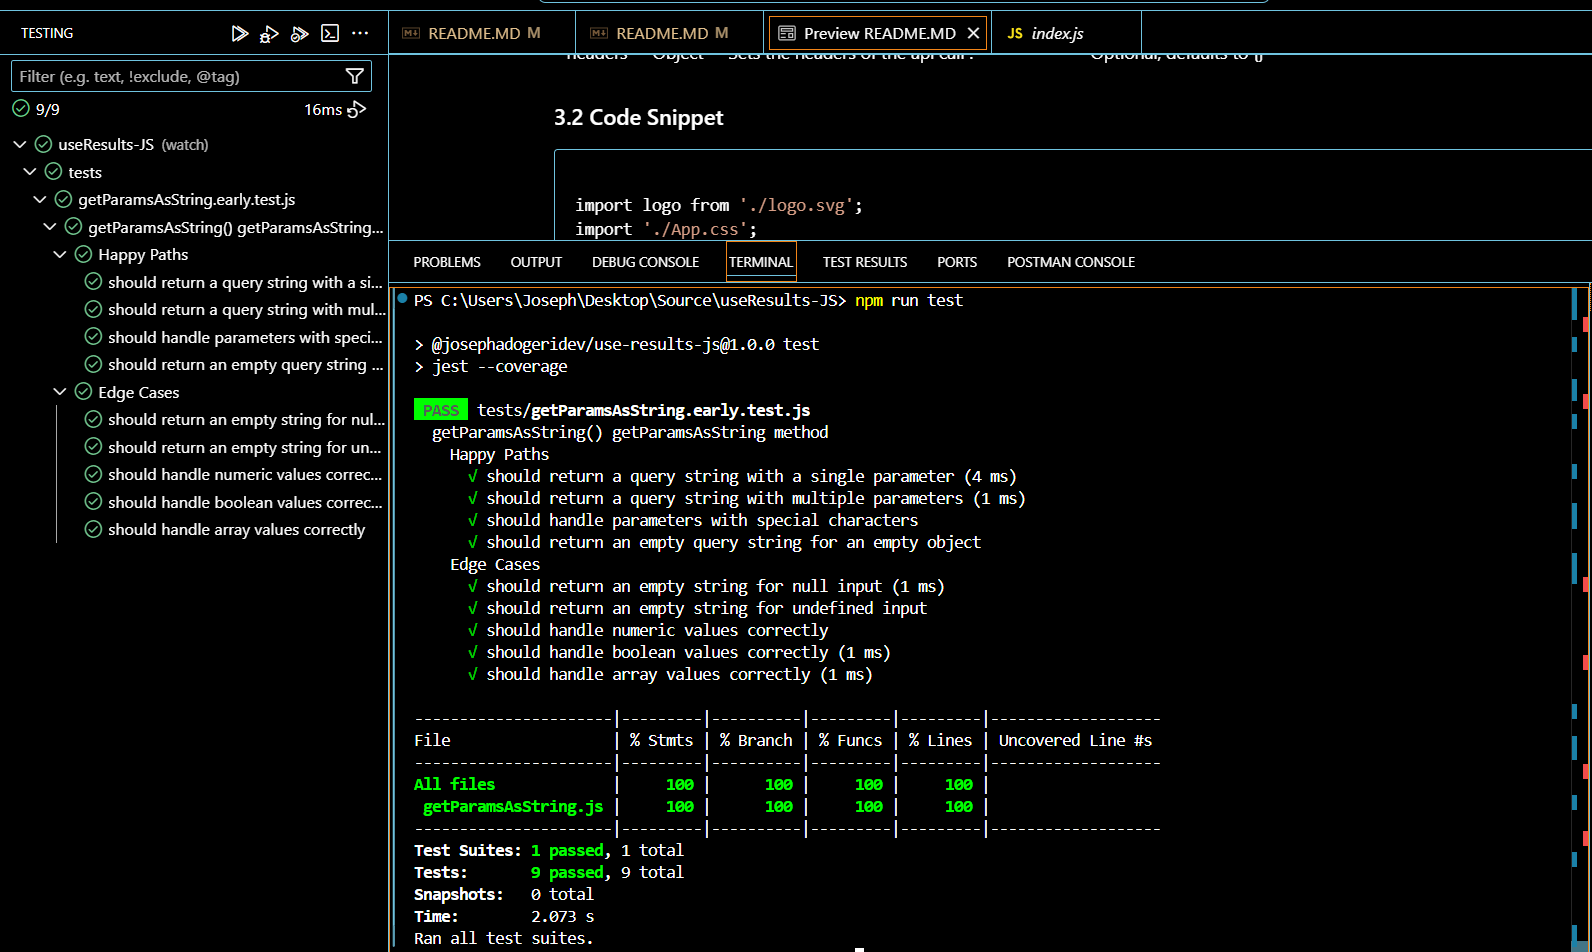 TESTING
Filter (e.g. text, !exclude, @tag)
9/9
16ms
useResults-JS (watch)
tests
getParamsAsString.early.test.js
getParamsAsString() getParamsAsString...
Happy Paths
should return a query string with a si...
should return a query string with mul...
should handle parameters with speci...
should return an empty query string ...
Edge Cases
should return an empty string for nul...
should return an empty string for un...
should handle numeric values correc...
should handle boolean values correc...
should handle array values correctly
README.MD M
README.MD M
Preview README.MD
JS index.js
headers Object Sets the headers of the api call . Optional, defaults to {}
3.2 Code Snippet
import logo from './logo.svg';
import './App.css';
PROBLEMS OUTPUT DEBUG CONSOLE TERMINAL TEST RESULTS PORTS POSTMAN CONSOLE
PS C:\Users\Joseph\Desktop\Source\useResults-JS> npm run test
> @josephadogeridev/use-results-js@1.0.0 test
> jest --coverage
PASS tests/getParamsAsString.early.test.js
getParamsAsString() getParamsAsString method
Happy Paths
√ should return a query string with a single parameter (4 ms)
√ should return a query string with multiple parameters (1 ms)
√ should handle parameters with special characters
√ should return an empty query string for an empty object
Edge Cases
√ should return an empty string for null input (1 ms)
√ should return an empty string for undefined input
√ should handle numeric values correctly
√ should handle boolean values correctly (1 ms)
√ should handle array values correctly (1 ms)
----------------------|---------|----------|---------|---------|-------------------
File | % Stmts | % Branch | % Funcs | % Lines | Uncovered Line #s
----------------------|---------|----------|---------|---------|-------------------
All files | 100 | 100 | 100 | 100 |
getParamsAsString.js | 100 | 100 | 100 | 100 |
----------------------|---------|----------|---------|---------|-------------------
Test Suites: 1 passed, 1 total
Tests: 9 passed, 9 total
Snapshots: 0 total
Time: 2.073 s
Ran all test suites.